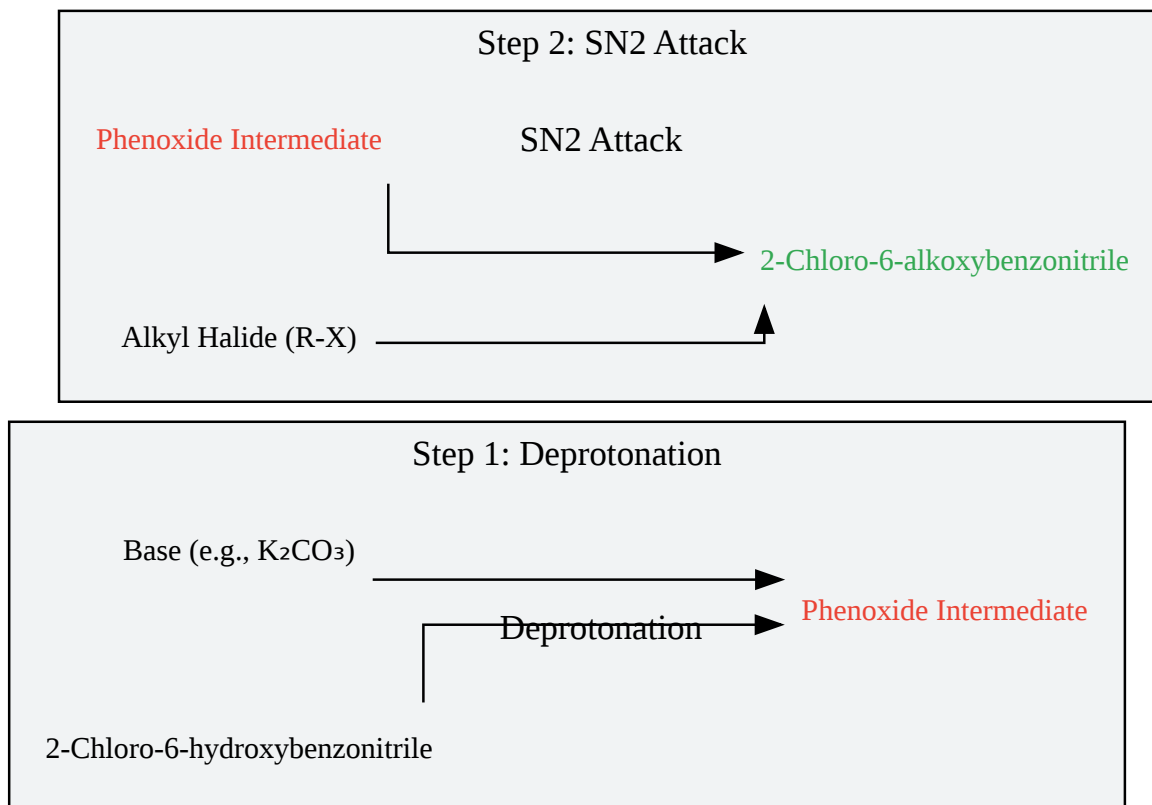 Step 2: SN2 Attack
Phenoxide Intermediate
SN2 Attack
2-Chloro-6-alkoxybenzonitrile
Alkyl Halide (R-X)
Step 1: Deprotonation
Base (e.g., K₂CO₃)
Phenoxide Intermediate
Deprotonation
2-Chloro-6-hydroxybenzonitrile